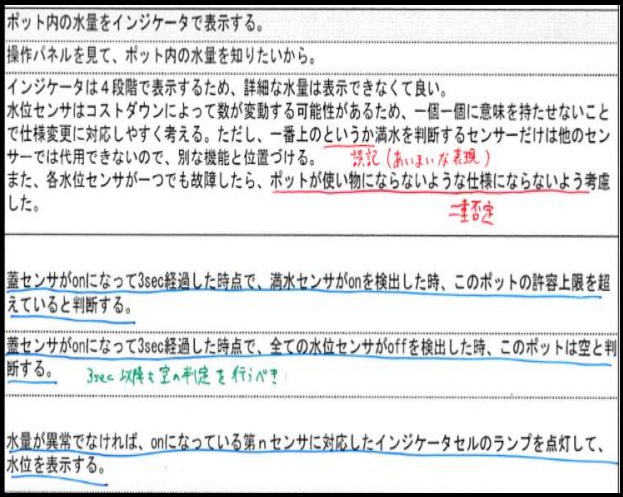 ポット内の水量をインジケータで表示する。
操作パネルを見て、ポット内の水量を知りたいから。
インジケータは4段階で表示するため、詳細な水量は表示できなくて良い。
水位センサはコストダウンによって数が変動する可能性があるため、一個一個に意味を持たせないこと
で仕様変更に対応しやすく考える。ただし、一番上のというか満水を判断するセンサーだけは他のセン
サーでは代用できないので、別な機能と位置づける。
誤記(あいまいな表現)
また、各水位センサが一つでも故障したら、ポットが使い物にならないような仕様にならないよう考慮
した。
二重否定
蓋センサがonになって3sec経過した時点で、満水センサがonを検出した時、このポットの許容上限を超
えていると判断する。
蓋センサがonになって3sec経過した時点で、全ての水位センサがoffを検出した時、このポットは空と判
断する。
3sec以降も空の判定を行うべき
水量が異常でなければ、onになっている第nセンサに対応したインジケータセルのランプを点灯して、
水位を表示する。